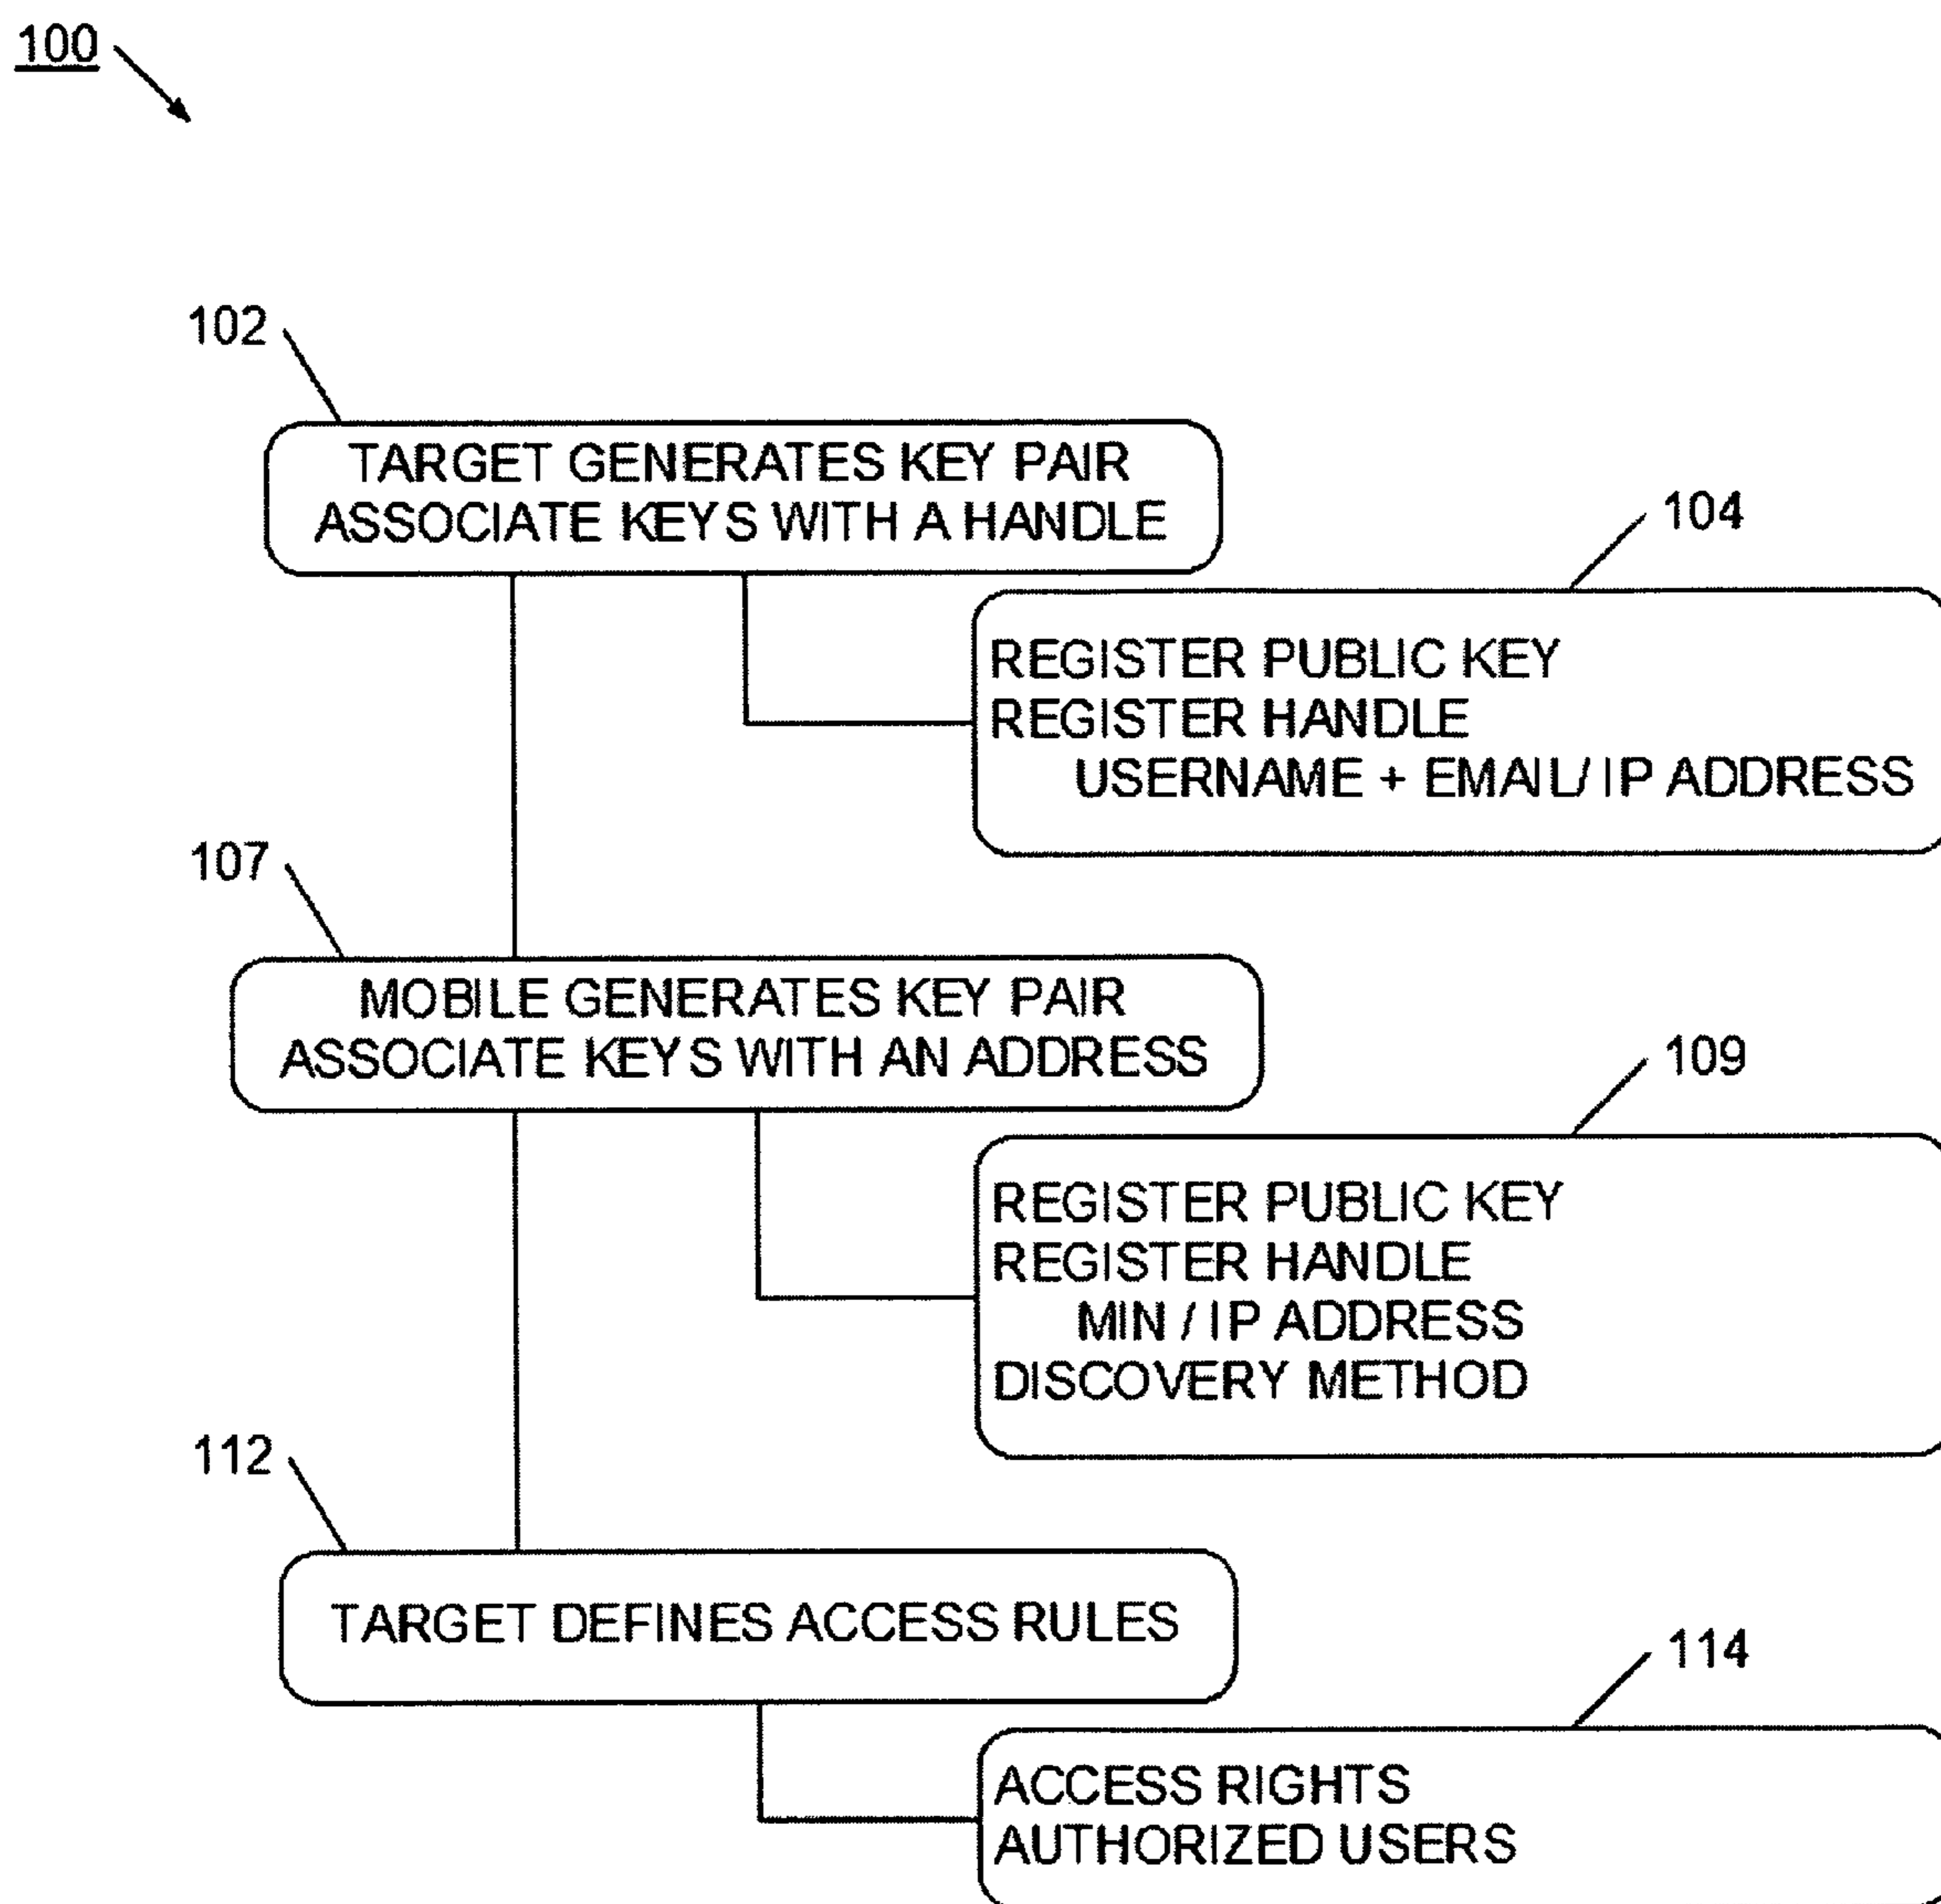 100
102
TARGET GENERATES KEY PAIR
ASSOCIATE KEYS WITH A HANDLE
104
REGISTER PUBLIC KEY
REGISTER HANDLE
USERNAME + EMAIL/ IP ADDRESS
107
MOBILE GENERATES KEY PAIR
ASSOCIATE KEYS WITH AN ADDRESS
109
REGISTER PUBLIC KEY
REGISTER HANDLE
MIN / IP ADDRESS
DISCOVERY METHOD
112
TARGET DEFINES ACCESS RULES
114
ACCESS RIGHTS
AUTHORIZED USERS